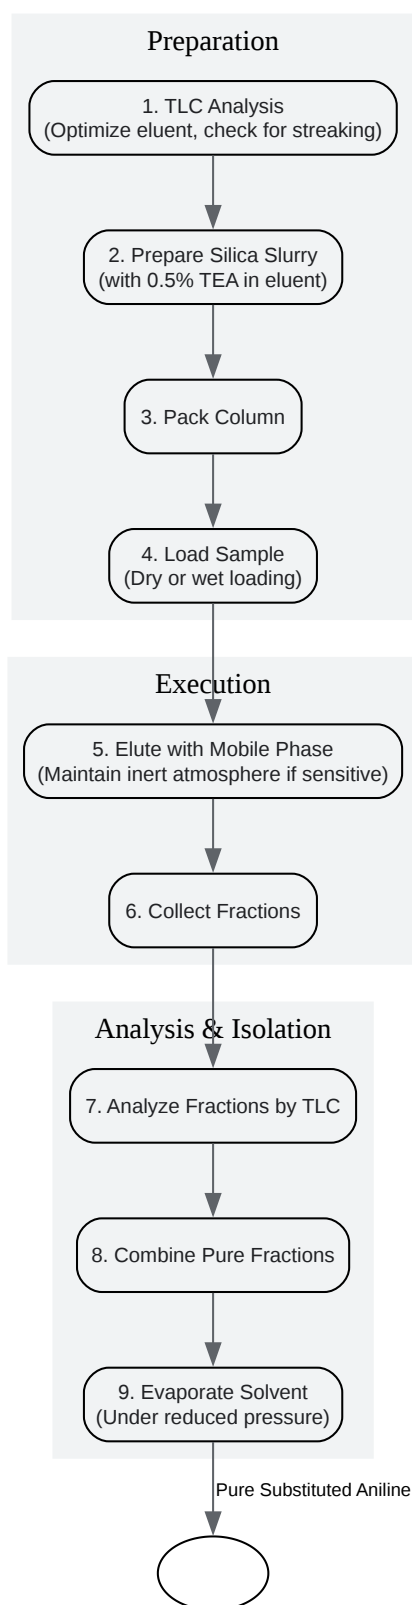 Preparation
1. TLC Analysis
(Optimize eluent, check for streaking)
2. Prepare Silica Slurry
(with 0.5% TEA in eluent)
3. Pack Column
4. Load Sample
(Dry or wet loading)
Execution
5. Elute with Mobile Phase
(Maintain inert atmosphere if sensitive)
6. Collect Fractions
Analysis & Isolation
7. Analyze Fractions by TLC
8. Combine Pure Fractions
9. Evaporate Solvent
(Under reduced pressure)
Pure Substituted Aniline